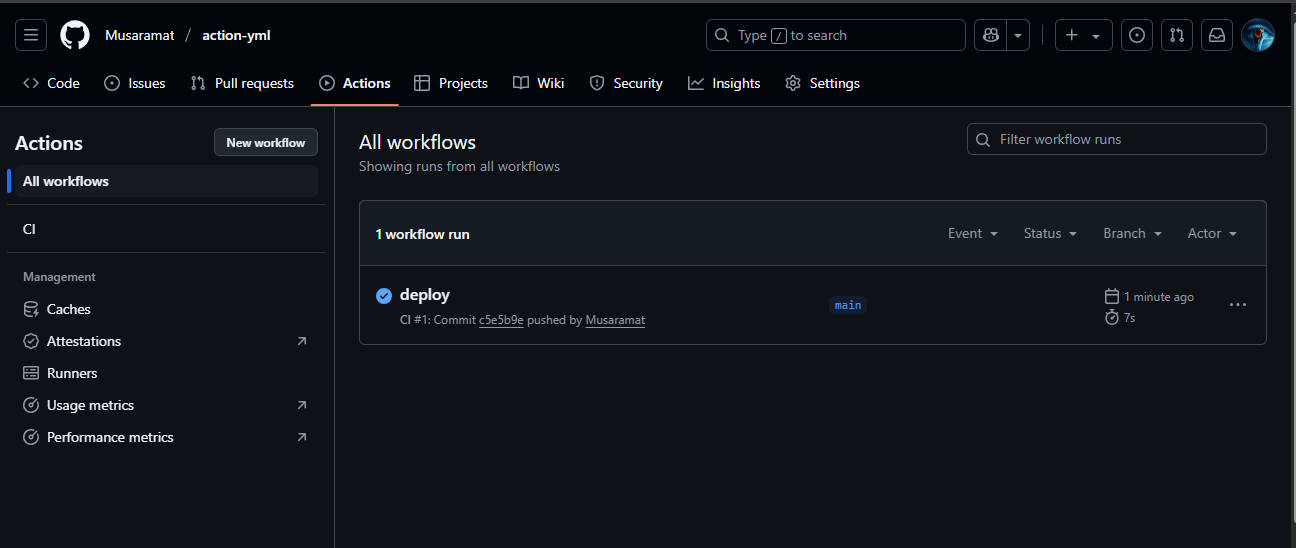 Musaramat / action-yml
Type / to search
Code Issues Pull requests Actions Projects Wiki Security Insights Settings
Actions
New workflow
All workflows
CI
Management
Caches
Attestations
Runners
Usage metrics
Performance metrics
All workflows
Showing runs from all workflows
Filter workflow runs
1 workflow run
Event Status Branch Actor
deploy
CI #1: Commit c5e5b9e pushed by Musaramat
main
1 minute ago
7s